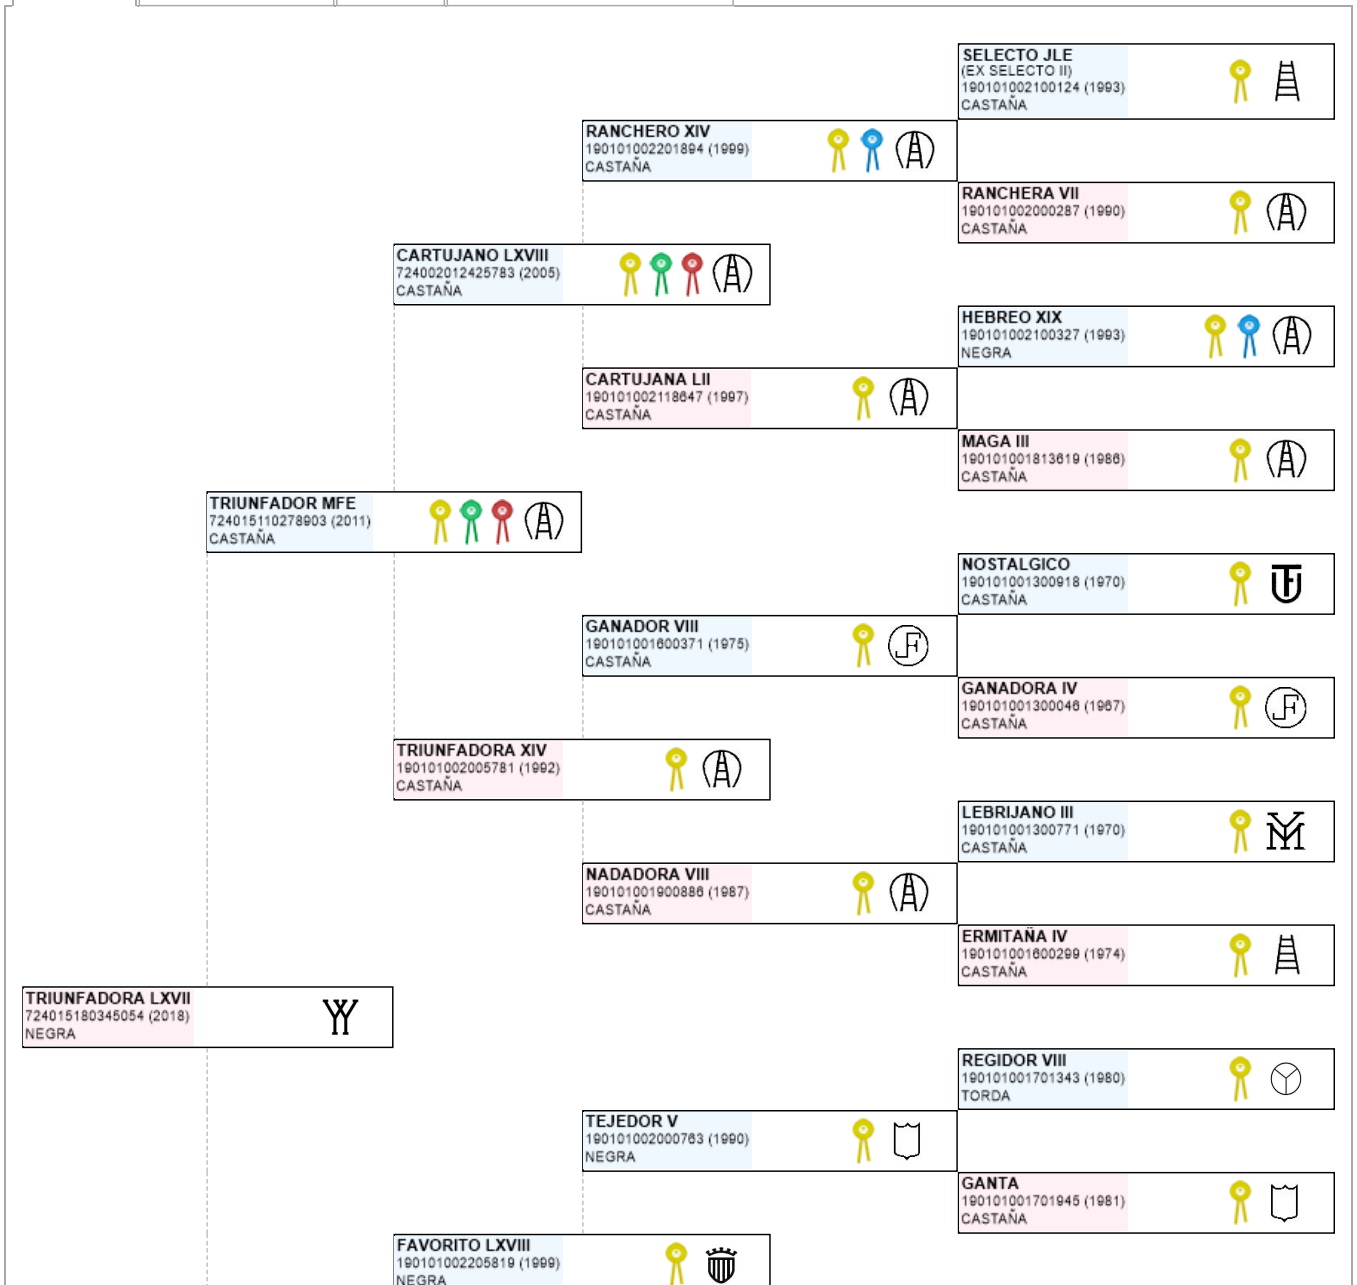 SELECTO JLE
(EX SELECTO II)
190101002100124 (1993)
CASTAÑA
RANCHERO XIV
190101002201894 (1999)
CASTAÑA
RANCHERA VII
190101002000287 (1990)
CASTAÑA
CARTUJANO LXVIII
724002012425783 (2005)
CASTAÑA
HEBREO XIX
190101002100327 (1993)
NEGRA
CARTUJANA LII
190101002118647 (1997)
CASTAÑA
MAGA III
190101001813619 (1986)
CASTAÑA
TRIUNFADOR MFE
724015110278903 (2011)
CASTAÑA
NOSTALGICO
190101001300918 (1970)
CASTAÑA
GANADOR VIII
190101001600371 (1975)
CASTAÑA
GANADORA IV
190101001300046 (1967)
CASTAÑA
TRIUNFADORA XIV
190101002005781 (1992)
CASTAÑA
LEBRIJANO III
190101001300771 (1970)
CASTAÑA
NADADORA VIII
190101001900886 (1987)
CASTAÑA
ERMITAÑA IV
190101001600299 (1974)
CASTAÑA
TRIUNFADORA LXVII
724015180345054 (2018)
NEGRA
REGIDOR VIII
190101001701343 (1980)
TORDA
TEJEDOR V
190101002000763 (1990)
NEGRA
GANTA
190101001701945 (1981)
CASTAÑA
FAVORITO LXVIII
190101002205819 (1999)
NEGRA